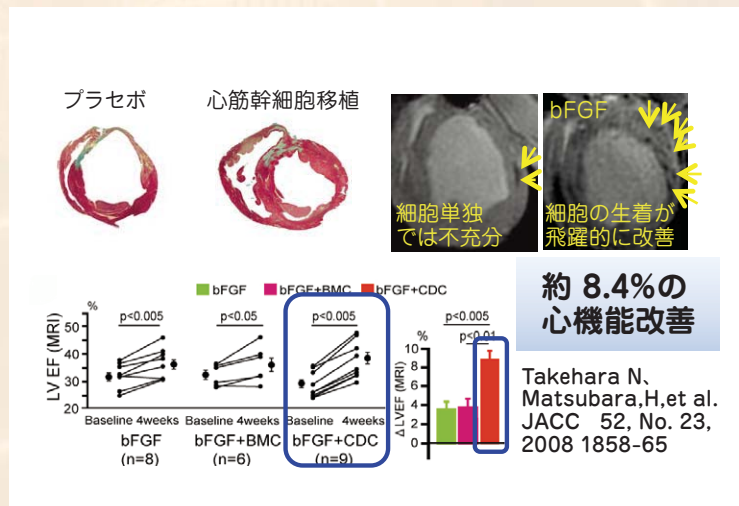 プラセボ
心筋幹細胞移植
細胞単独
では不充分
bFGF
細胞の生着が
飛躍的に改善
bFGF bFGF+BMC bFGF+CDC
%
LV EF (MRI)
50
40
30
20
p<0.005
p<0.05
p<0.005
Baseline 4weeks
bFGF
(n=8)
Baseline 4weeks
bFGF+BMC
(n=6)
Baseline 4weeks
bFGF+CDC
(n=9)
%
Δ LVEF (MRI)
10
8
6
4
2
0
p<0.005
p<0.01
約 8.4%の
心機能改善
Takehara N、
Matsubara,H,et al.
JACC 52, No. 23,
2008 1858-65